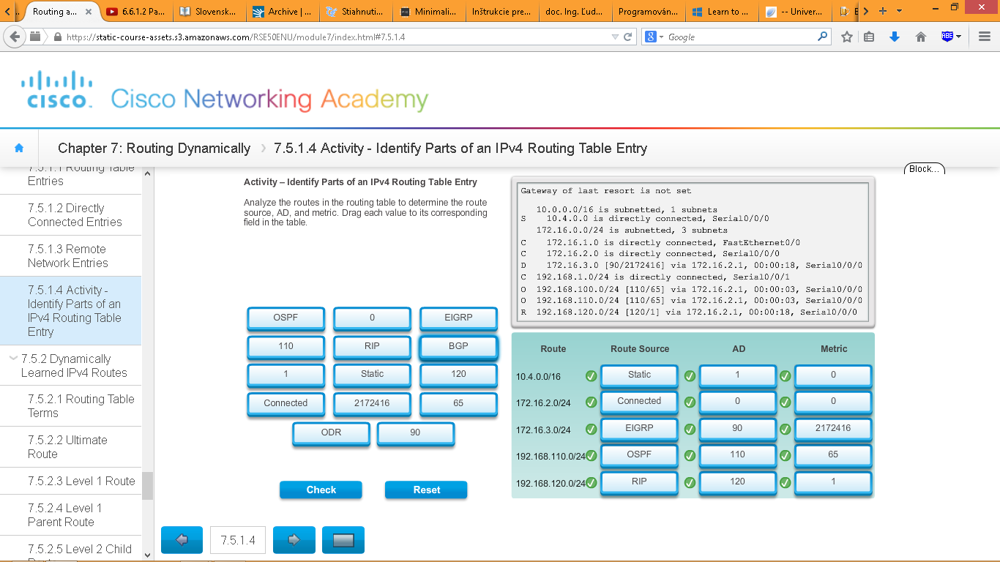 Routing a...
6.6.1.2 Pa...
Slovensk...
Archive | ...
Stiahnuti...
Minimali...
Inštrukcie pre...
doc. Ing. Ľud...
Programován...
Learn to ...
-- Univer...
https://static-course-assets.s3.amazonaws.com/RSE50ENU/module7/index.html#7.5.1.4
Google
ABE
CISCO
Cisco Networking Academy
Chapter 7: Routing Dynamically
7.5.1.4 Activity - Identify Parts of an IPv4 Routing Table Entry
Block...
7.5.1.1 Routing Table
Entries
7.5.1.2 Directly
Connected Entries
7.5.1.3 Remote
Network Entries
7.5.1.4 Activity -
Identify Parts of an
IPv4 Routing Table
Entry
7.5.2 Dynamically
Learned IPv4 Routes
7.5.2.1 Routing Table
Terms
7.5.2.2 Ultimate
Route
7.5.2.3 Level 1 Route
7.5.2.4 Level 1
Parent Route
7.5.2.5 Level 2 Child
Activity – Identify Parts of an IPv4 Routing Table Entry
Analyze the routes in the routing table to determine the route
source, AD, and metric. Drag each value to its corresponding
field in the table.
OSPF 0 EIGRP
110 RIP BGP
1 Static 120
Connected 2172416 65
ODR 90
Check Reset
7.5.1.4
Gateway of last resort is not set
10.0.0.0/16 is subnetted, 1 subnets
S 10.4.0.0 is directly connected, Serial0/0/0
172.16.0.0/24 is subnetted, 3 subnets
C 172.16.1.0 is directly connected, FastEthernet0/0
C 172.16.2.0 is directly connected, Serial0/0/0
D 172.16.3.0 [90/2172416] via 172.16.2.1, 00:00:18, Serial0/0/0
C 192.168.1.0/24 is directly connected, Serial0/0/1
O 192.168.100.0/24 [110/65] via 172.16.2.1, 00:00:03, Serial0/0/0
O 192.168.110.0/24 [110/65] via 172.16.2.1, 00:00:03, Serial0/0/0
R 192.168.120.0/24 [120/1] via 172.16.2.1, 00:00:18, Serial0/0/0
Route Route Source AD Metric
10.4.0.0/16 Static 1 0
172.16.2.0/24 Connected 0 0
172.16.3.0/24 EIGRP 90 2172416
192.168.110.0/24 OSPF 110 65
192.168.120.0/24 RIP 120 1